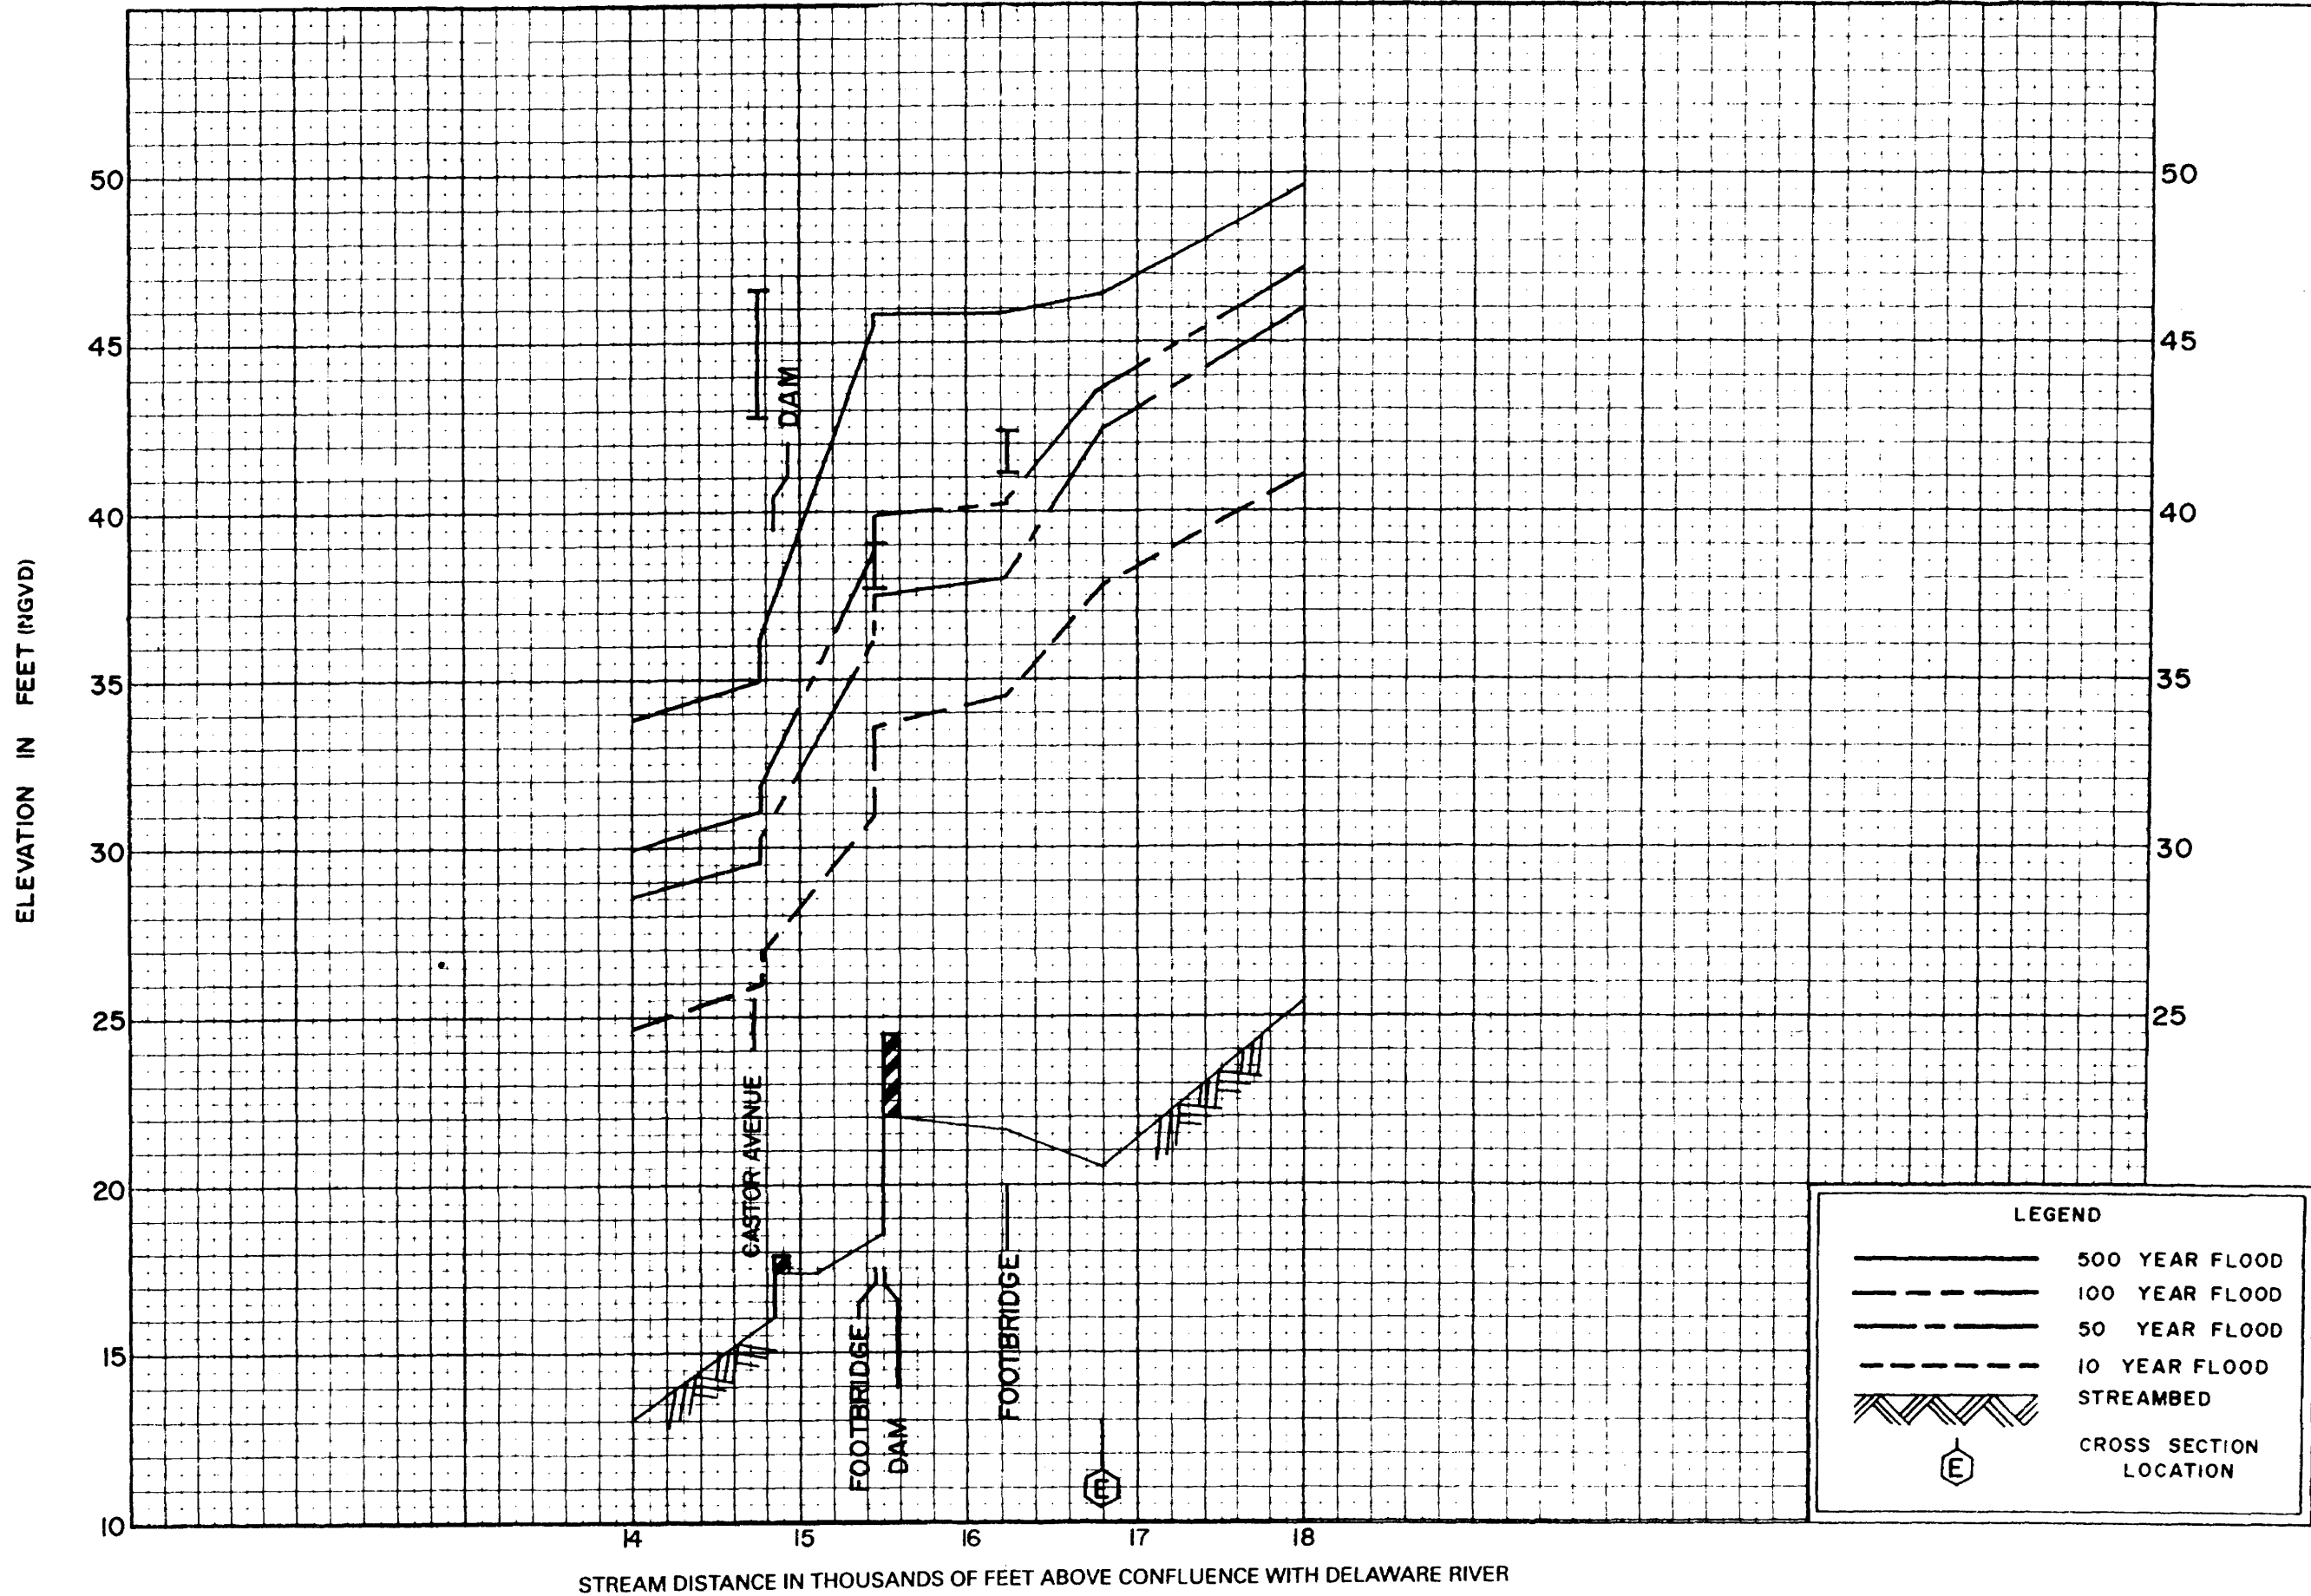 ELEVATION IN FEET (NGVD)
50
45
40
35
30
25
20
15
10
50
45
40
35
30
25
DAM
CASTOR AVENUE
FOOTBRIDGE
DAM
FOOTBRIDGE
E
14 15 16 17 18
STREAM DISTANCE IN THOUSANDS OF FEET ABOVE CONFLUENCE WITH DELAWARE RIVER
LEGEND
500 YEAR FLOOD
100 YEAR FLOOD
50 YEAR FLOOD
10 YEAR FLOOD
STREAMBED
E
CROSS SECTION
LOCATION